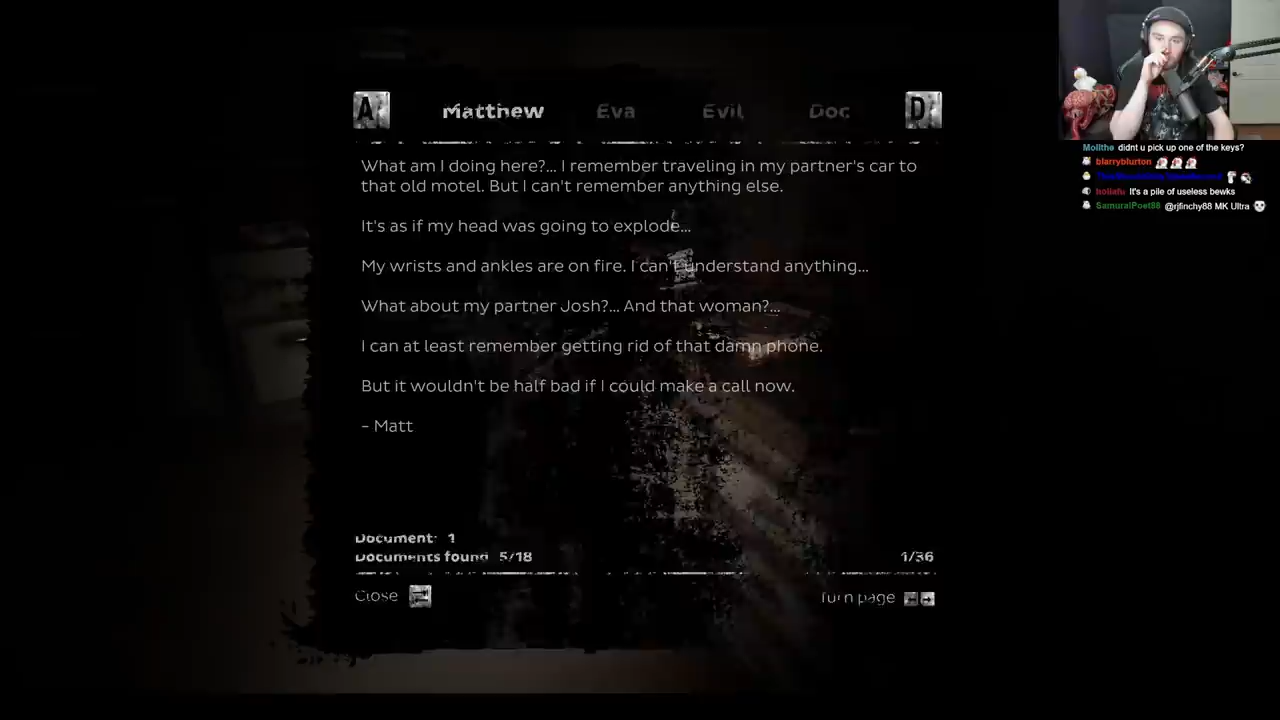 A Matthew Eva Evil Doc D
What am I doing here?... I remember traveling in my partner's car to
that old motel. But I can't remember anything else.
It's as if my head was going to explode...
My wrists and ankles are on fire. I can't understand anything...
What about my partner Josh?... And that woman?...
I can at least remember getting rid of that damn phone.
But it wouldn't be half bad if I could make a call now.
- Matt
Document: 1
Documents found 5/18
1/36
Close
Turn page
Molithe didnt u pick up one of the keys?
blarryblurton
It's a pile of useless bewks
SamuraiPoet88 @rjfinchy88 MK Ultra